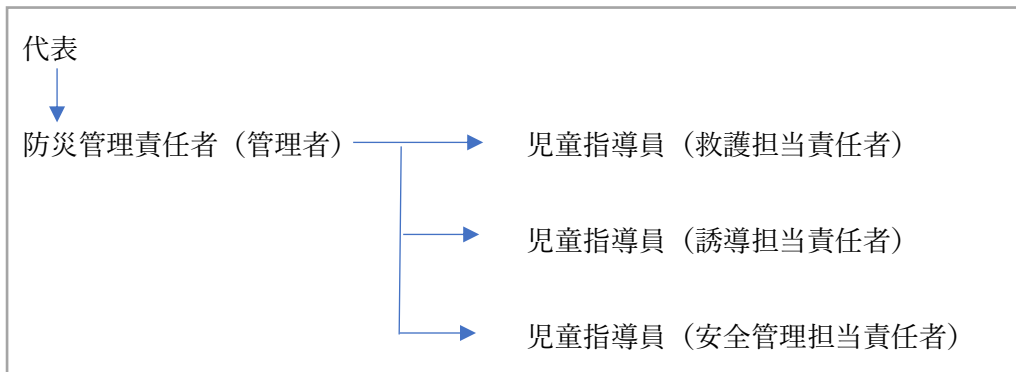 代表
防災管理責任者（管理者）
児童指導員（救護担当責任者）
児童指導員（誘導担当責任者）
児童指導員（安全管理担当責任者）